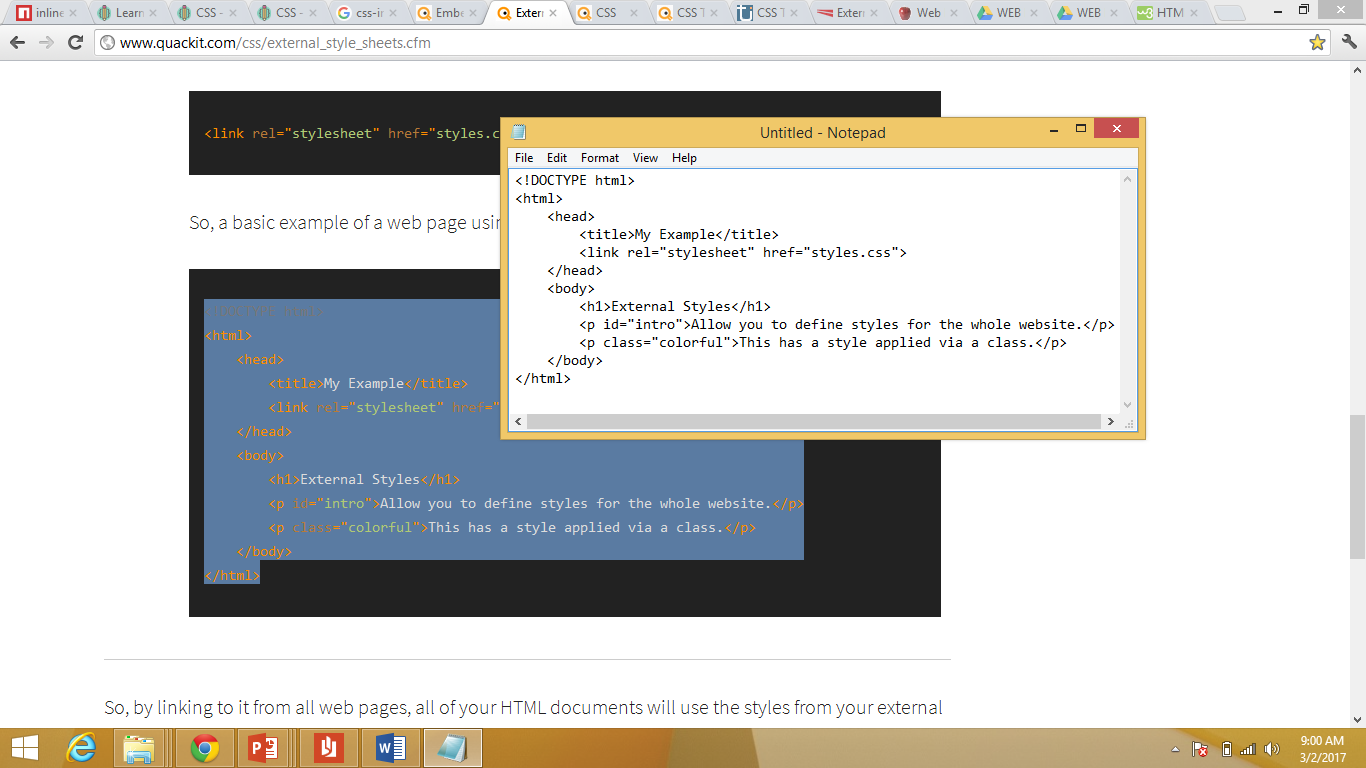 inline
Learn
CSS -
CSS -
css-in
Embe
Extern
CSS
CSS T
CSS T
Extern
Web
WEB
WEB
HTM
www.quackit.com/css/external_style_sheets.cfm
<link rel="stylesheet" href="styles.c
So, a basic example of a web page usin
<html>
    <head>
        <title>My Example</title>
        <link rel="stylesheet" href="
    </head>
    <body>
        <h1>External Styles</h1>
        <p id="intro">Allow you to define styles for the whole website.</p>
        <p class="colorful">This has a style applied via a class.</p>
    </body>
</html>
Untitled - Notepad
File Edit Format View Help
<!DOCTYPE html>
<html>
    <head>
        <title>My Example</title>
        <link rel="stylesheet" href="styles.css">
    </head>
    <body>
        <h1>External Styles</h1>
        <p id="intro">Allow you to define styles for the whole website.</p>
        <p class="colorful">This has a style applied via a class.</p>
    </body>
</html>
So, by linking to it from all web pages, all of your HTML documents will use the styles from your external
9:00 AM
3/2/2017